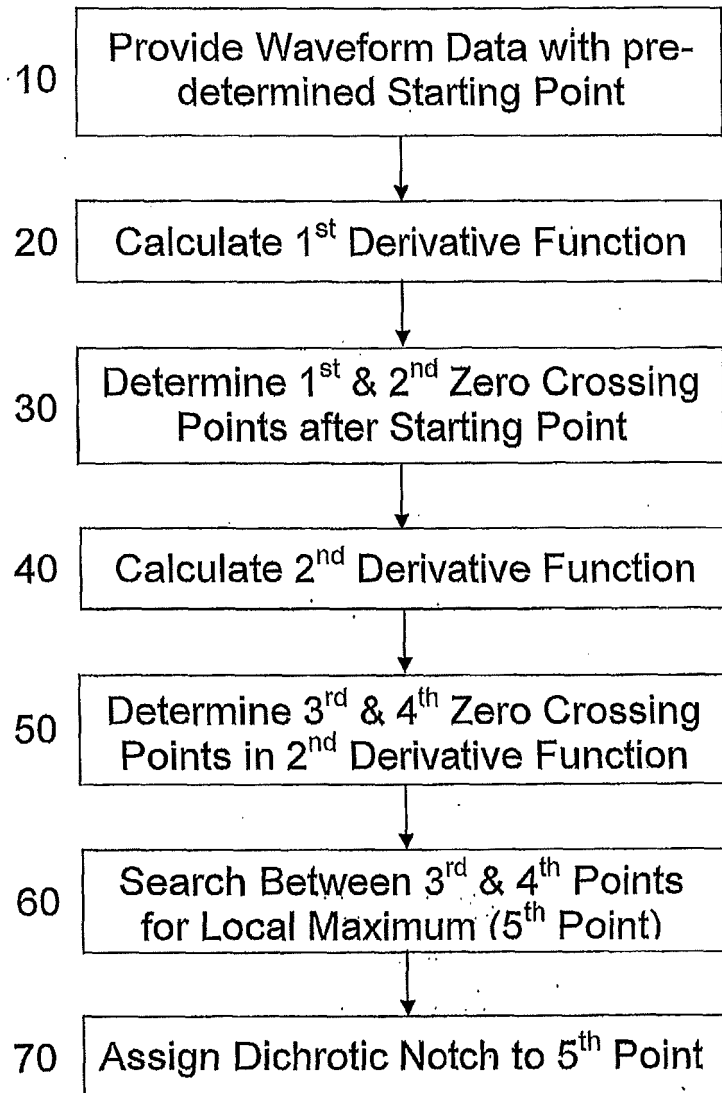 10
Provide Waveform Data with pre-
determined Starting Point
20
Calculate 1st Derivative Function
30
Determine 1st & 2nd Zero Crossing
Points after Starting Point
40
Calculate 2nd Derivative Function
50
Determine 3rd & 4th Zero Crossing
Points in 2nd Derivative Function
60
Search Between 3rd & 4th Points
for Local Maximum (5th Point)
70
Assign Dichrotic Notch to 5th Point